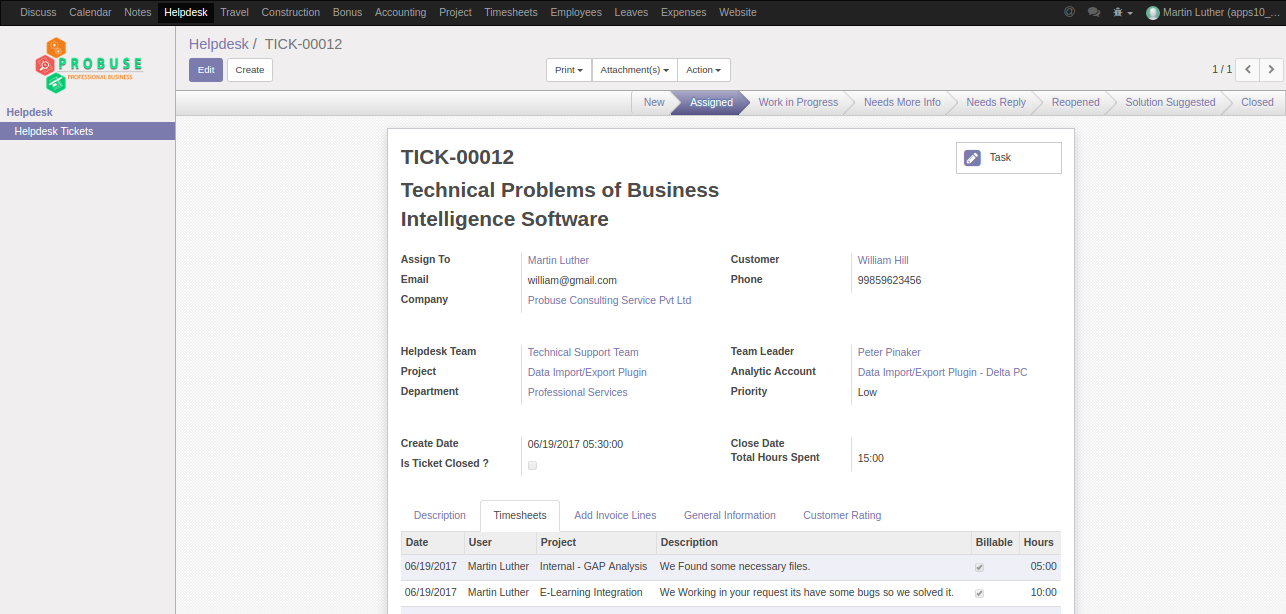 Discuss Calendar Notes Helpdesk Travel Construction Bonus Accounting Project Timesheets Employees Leaves Expenses Website @ Martin Luther (apps10_...
PROBUSE
PROFESSIONAL BUSINESS
Helpdesk
Helpdesk Tickets
Helpdesk / TICK-00012
Edit Create Print Attachment(s) Action 1 / 1
New Assigned Work in Progress Needs More Info Needs Reply Reopened Solution Suggested Closed
TICK-00012
Task
Technical Problems of Business
Intelligence Software
Assign To Martin Luther Customer William Hill
Email william@gmail.com Phone 99859623456
Company Probuse Consulting Service Pvt Ltd
Helpdesk Team Technical Support Team Team Leader Peter Pinaker
Project Data Import/Export Plugin Analytic Account Data Import/Export Plugin - Delta PC
Department Professional Services Priority Low
Create Date 06/19/2017 05:30:00 Close Date
Is Ticket Closed ? Total Hours Spent 15:00
Description Timesheets Add Invoice Lines General Information Customer Rating
Date User Project Description Billable Hours
06/19/2017 Martin Luther Internal - GAP Analysis We Found some necessary files. 05:00
06/19/2017 Martin Luther E-Learning Integration We Working in your request its have some bugs so we solved it. 10:00